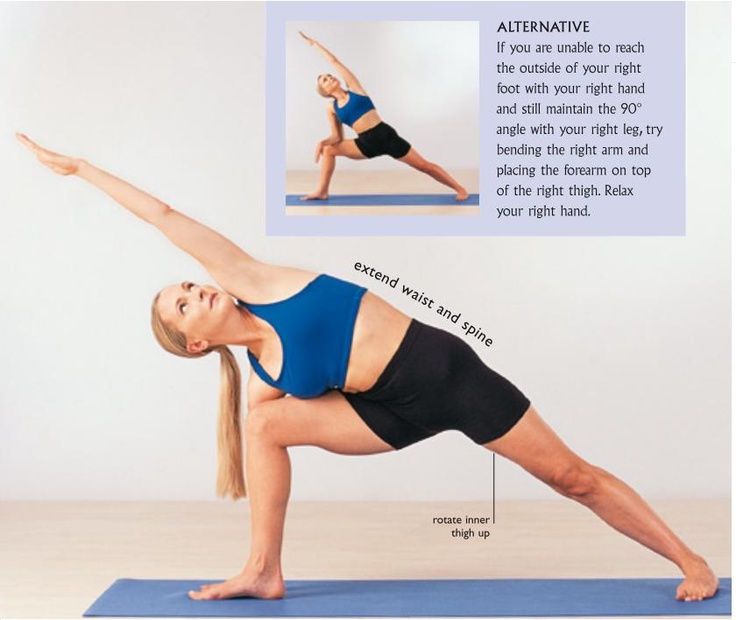 ALTERNATIVE
If you are unable to reach
the outside of your right
foot with your right hand
and still maintain the 90°
angle with your right leg, try
bending the right arm and
placing the forearm on top
of the right thigh. Relax
your right hand.
extend waist and spine
rotate inner
thigh up